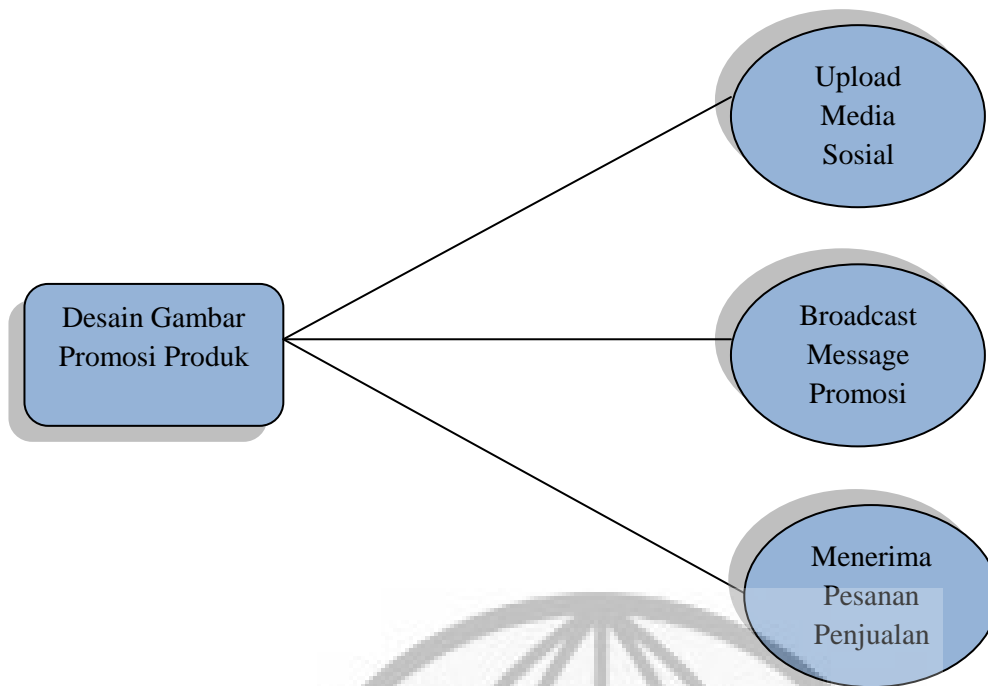 Upload
Media
Sosial
Desain Gambar
Promosi Produk
Broadcast
Message
Promosi
Menerima
Pesanan
Penjualan